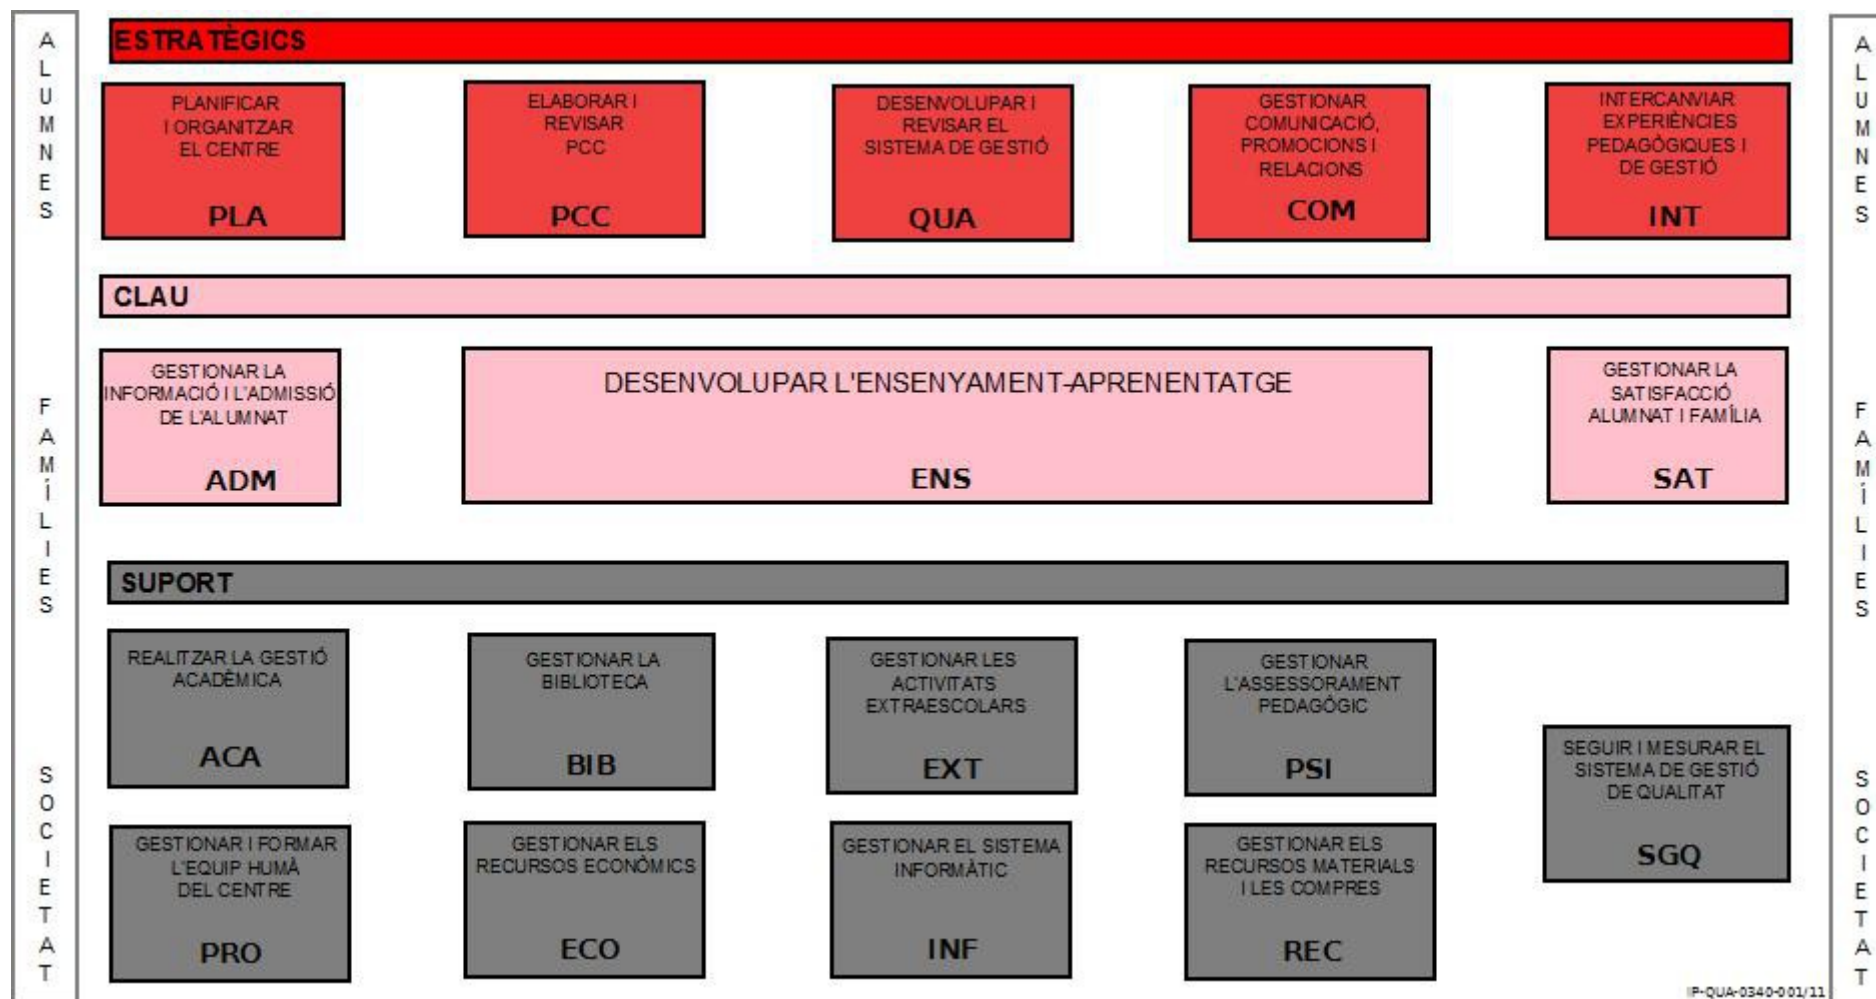 ALUMNES
FAMÍLIES
SOCIETAT
ESTRATÈGICS
PLANIFICAR
I ORGANITZAR
EL CENTRE
PLA
ELABORAR I
REVISAR
PCC
PCC
DESENVOLUPAR I
REVISAR EL
SISTEMA DE GESTIÓ
QUA
GESTIONAR
COMUNICACIÓ,
PROMOCIONS I
RELACIONS
COM
INTERCANVIAR
EXPERIÈNCIES
PEDAGÒGIQUES I
DE GESTIÓ
INT
CLAU
GESTIONAR LA
INFORMACIÓ I L'ADMISSIÓ
DE L'ALUMNAT
ADM
DESENVOLUPAR L'ENSENYAMENT-APRENENTATGE
ENS
GESTIONAR LA
SATISFACCIÓ
ALUMNAT I FAMÍLIA
SAT
SUPORT
REALITZAR LA GESTIÓ
ACADÈMICA
ACA
GESTIONAR LA
BIBLIOTECA
BIB
GESTIONAR LES
ACTIVITATS
EXTRAESCOLARS
EXT
GESTIONAR
L'ASSESSORAMENT
PEDAGÒGIC
PSI
SEGUIR I MESURAR EL
SISTEMA DE GESTIÓ
DE QUALITAT
SGQ
GESTIONAR I FORMAR
L'EQUIP HUMÀ
DEL CENTRE
PRO
GESTIONAR ELS
RECURSOS ECONÒMICS
ECO
GESTIONAR EL SISTEMA
INFORMÀTIC
INF
GESTIONAR ELS
RECURSOS MATERIALS
I LES COMPRES
REC
ALUMNES
FAMÍLIES
SOCIETAT
IP-QUA-0340-001/11